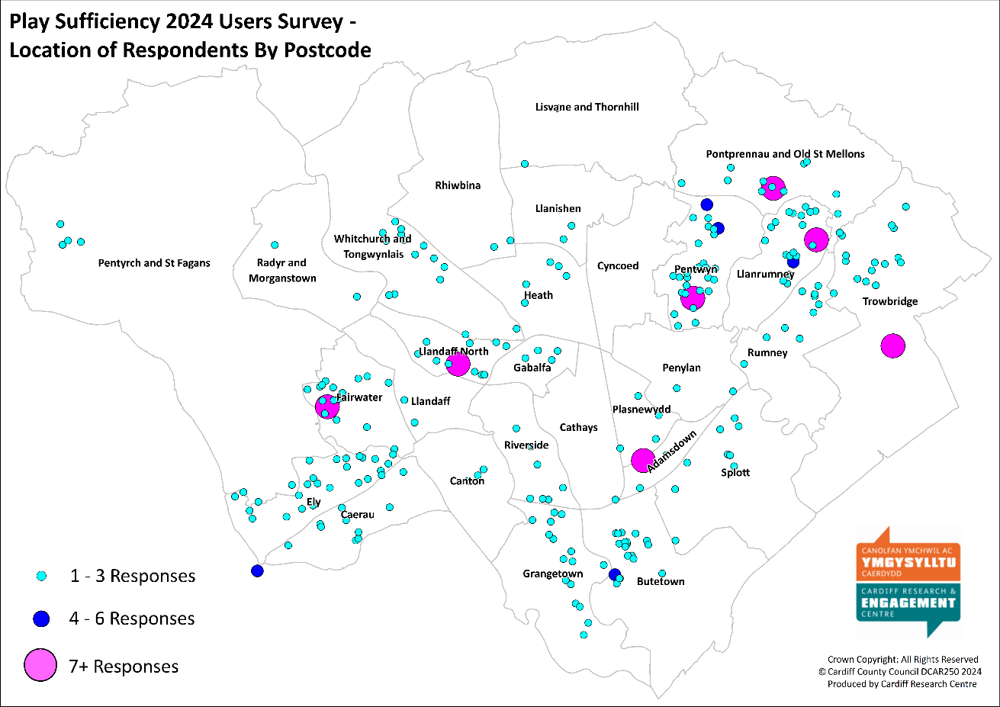 Play Sufficiency 2024 Users Survey -
Location of Respondents By Postcode
Lisvane and Thornhill
Pontprennau and Old St Mellons
Rhiwbina
Llanishen
Whitchurch and
Tongwynlais
Pentyrch and St Fagans
Radyr and
Morganstown
Cyncoed
Pentwyn
Llanrumney
Heath
Trowbridge
Llandaff North
Rumney
Gabalfa
Penylan
Fairwater
Llandaff
Plasnewydd
Cathays
Riverside
Adamsdown
Splott
Canton
Ely
Caerau
Grangetown
Butetown
1 - 3 Responses
4 - 6 Responses
7+ Responses
CANOLFAN YMCHWIL AC
YMGYSYLLTU
CAERDYDD
CARDIFF RESEARCH &
ENGAGEMENT
CENTRE
Crown Copyright: All Rights Reserved
© Cardiff County Council DCAR250 2024
Produced by Cardiff Research Centre